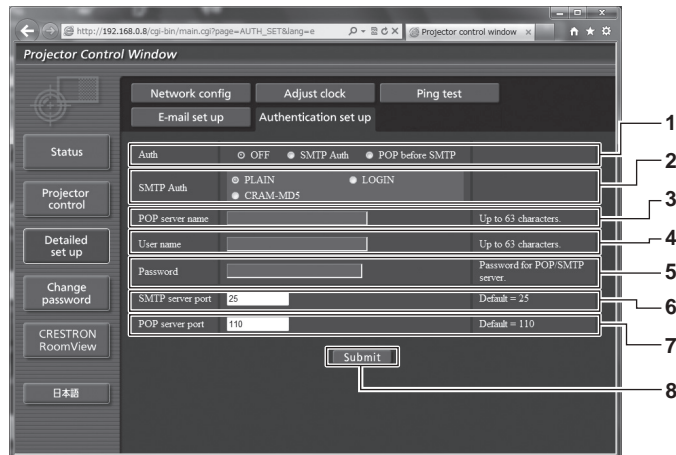 http://192.168.0.8/cgi-bin/main.cgi?page=AUTH_SET&lang=e
Projector control window
Projector Control Window
Network config
Adjust clock
Ping test
E-mail set up
Authentication set up
1
Status
Auth
OFF
SMTP Auth
POP before SMTP
2
Projector control
SMTP Auth
PLAIN
LOGIN
CRAM-MD5
3
POP server name
Up to 63 characters.
4
Detailed set up
User name
Up to 63 characters.
Password
Password for POP/SMTP server.
5
Change password
SMTP server port
25
Default = 25
6
POP server port
110
Default = 110
7
CRESTRON RoomView
Submit
8
日本語